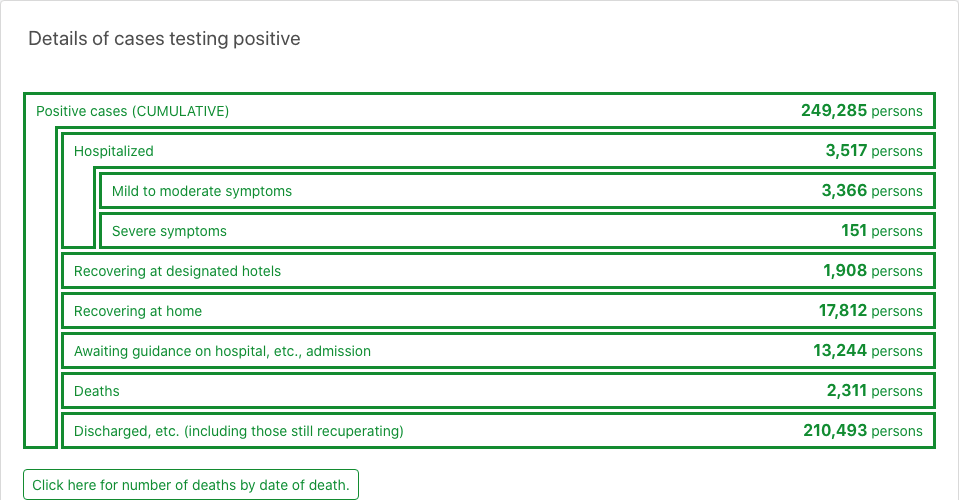 Details of cases testing positive
Positive cases (CUMULATIVE) 249,285 persons
Hospitalized 3,517 persons
Mild to moderate symptoms 3,366 persons
Severe symptoms 151 persons
Recovering at designated hotels 1,908 persons
Recovering at home 17,812 persons
Awaiting guidance on hospital, etc., admission 13,244 persons
Deaths 2,311 persons
Discharged, etc. (including those still recuperating) 210,493 persons
Click here for number of deaths by date of death.